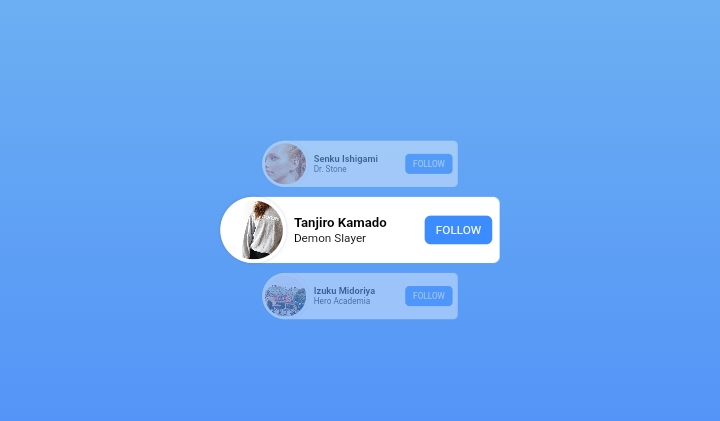 Senku Ishigami
Dr. Stone
FOLLOW
Tanjiro Kamado
Demon Slayer
FOLLOW
Izuku Midoriya
Hero Academia
FOLLOW